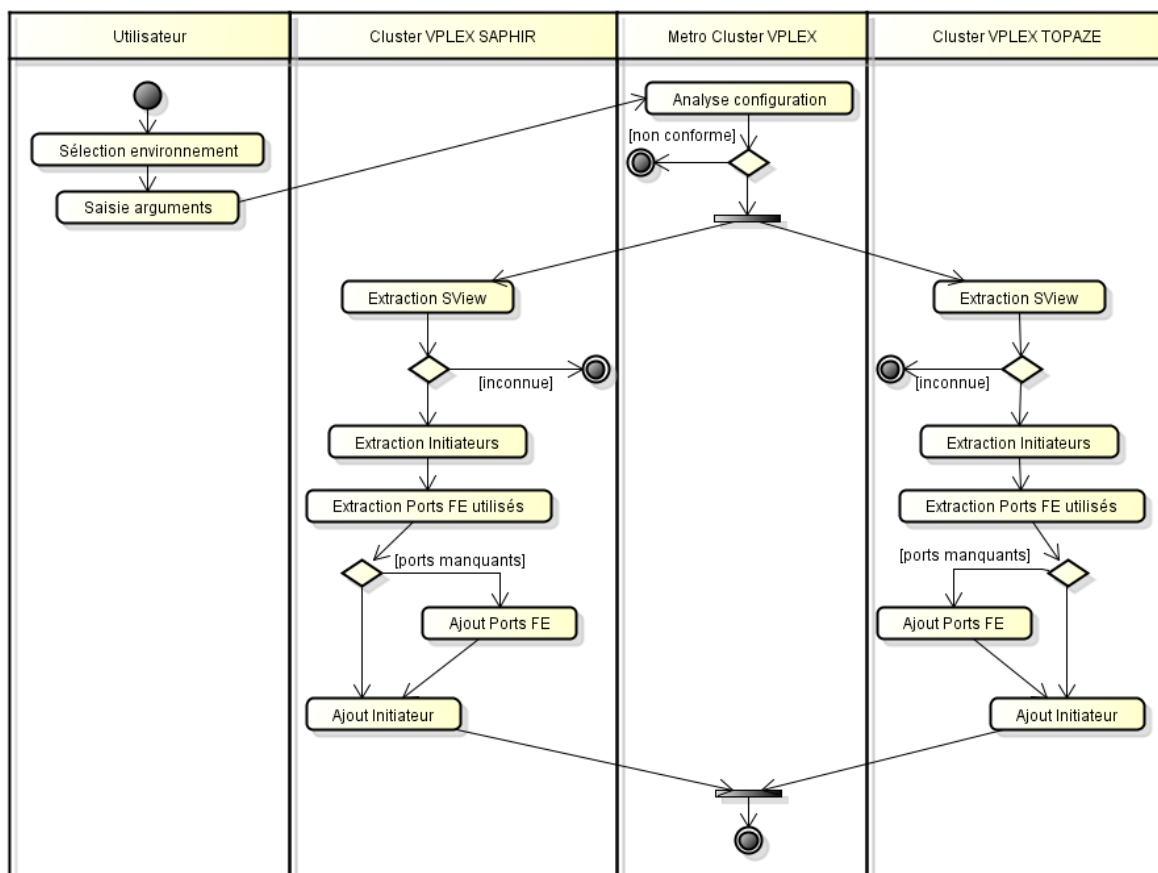 Utilisateur
Cluster VPLEX SAPHIR
Metro Cluster VPLEX
Cluster VPLEX TOPAZE
Analyse configuration
[non conforme]
Sélection environnement
Saisie arguments
Extraction SView
Extraction SView
[inconnue]
[inconnue]
Extraction Initiateurs
Extraction Initiateurs
Extraction Ports FE utilisés
Extraction Ports FE utilisés
[ports manquants]
[ports manquants]
Ajout Ports FE
Ajout Ports FE
Ajout Initiateur
Ajout Initiateur